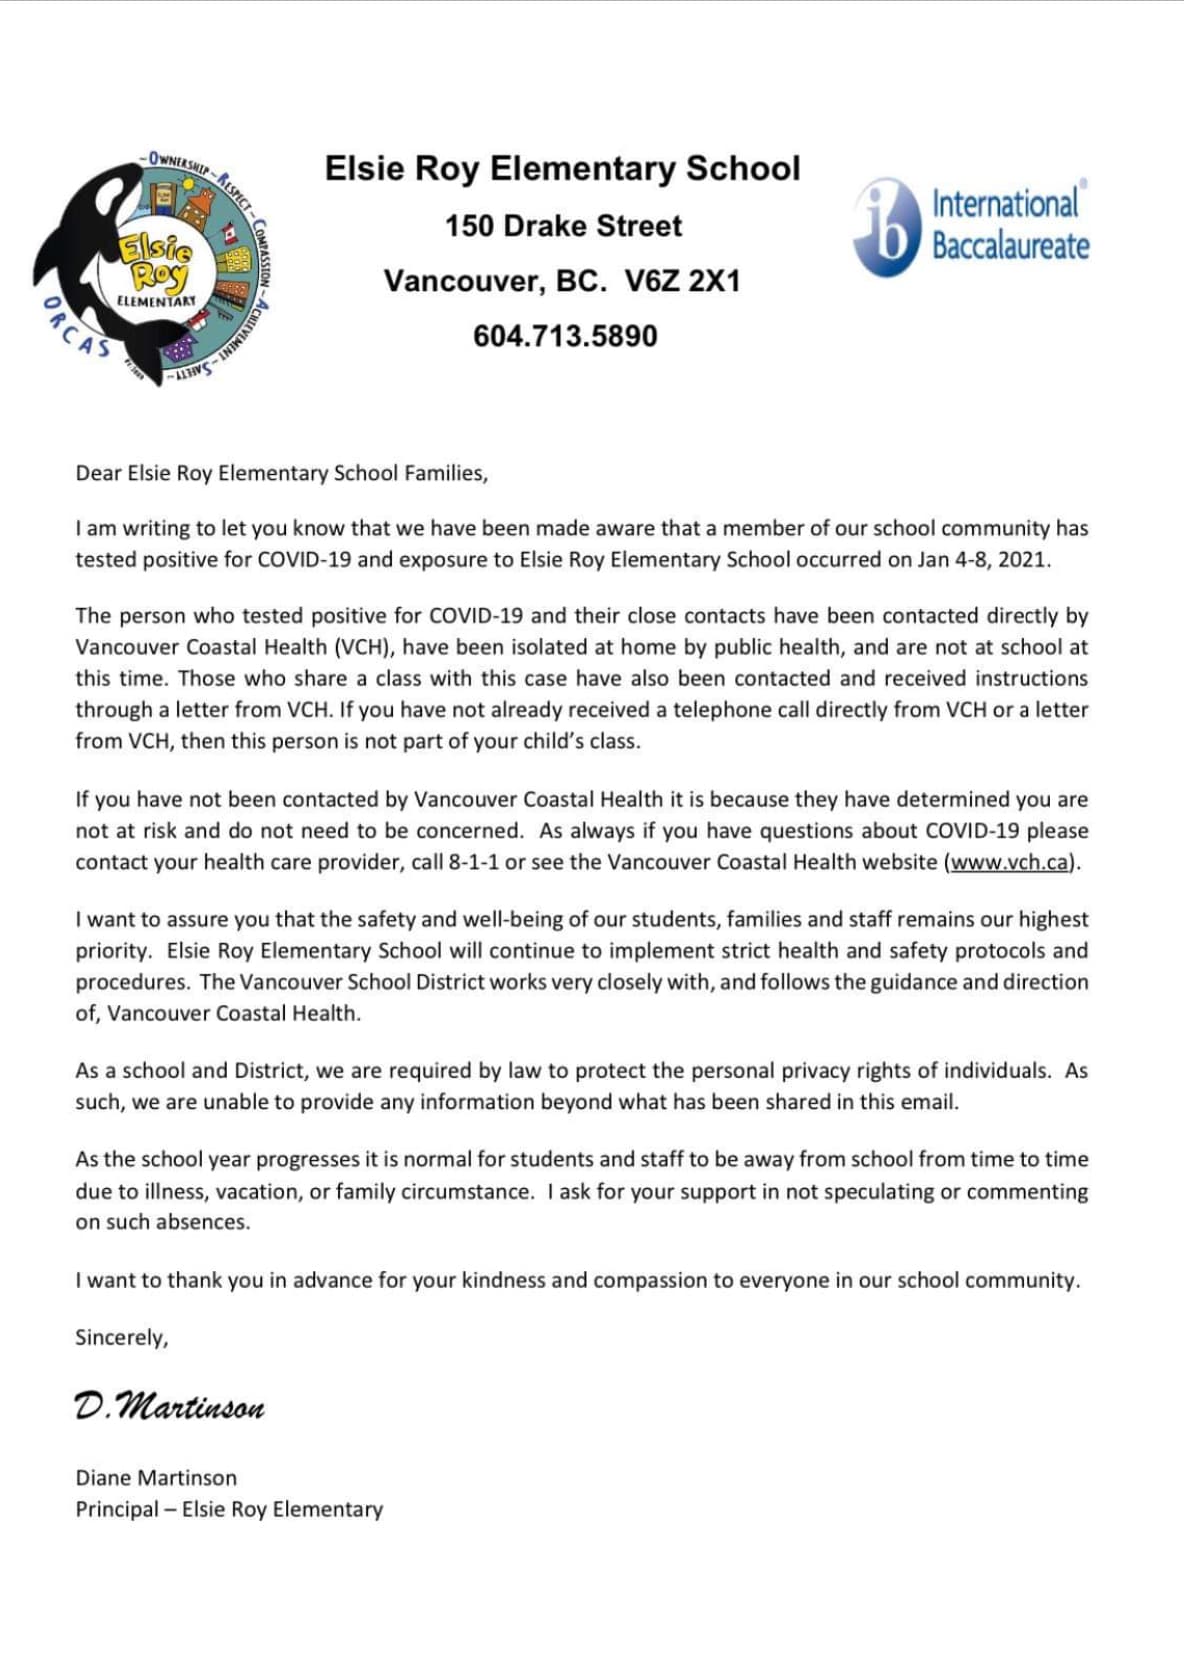 -OWNERSHIP-RESPECT-COMPASSION-ACHIEVEMENT-SAFETY-
Elsie
Roy
ELEMENTARY
ORCAS
Elsie Roy Elementary School
150 Drake Street
Vancouver, BC.  V6Z 2X1
604.713.5890
ib
International
Baccalaureate
Dear Elsie Roy Elementary School Families,
I am writing to let you know that we have been made aware that a member of our school community has
tested positive for COVID-19 and exposure to Elsie Roy Elementary School occurred on Jan 4-8, 2021.
The person who tested positive for COVID-19 and their close contacts have been contacted directly by
Vancouver Coastal Health (VCH), have been isolated at home by public health, and are not at school at
this time. Those who share a class with this case have also been contacted and received instructions
through a letter from VCH. If you have not already received a telephone call directly from VCH or a letter
from VCH, then this person is not part of your child’s class.
If you have not been contacted by Vancouver Coastal Health it is because they have determined you are
not at risk and do not need to be concerned.  As always if you have questions about COVID-19 please
contact your health care provider, call 8-1-1 or see the Vancouver Coastal Health website (www.vch.ca).
I want to assure you that the safety and well-being of our students, families and staff remains our highest
priority.  Elsie Roy Elementary School will continue to implement strict health and safety protocols and
procedures.  The Vancouver School District works very closely with, and follows the guidance and direction
of, Vancouver Coastal Health.
As a school and District, we are required by law to protect the personal privacy rights of individuals.  As
such, we are unable to provide any information beyond what has been shared in this email.
As the school year progresses it is normal for students and staff to be away from school from time to time
due to illness, vacation, or family circumstance.  I ask for your support in not speculating or commenting
on such absences.
I want to thank you in advance for your kindness and compassion to everyone in our school community.
Sincerely,
D.Martinson
Diane Martinson
Principal – Elsie Roy Elementary